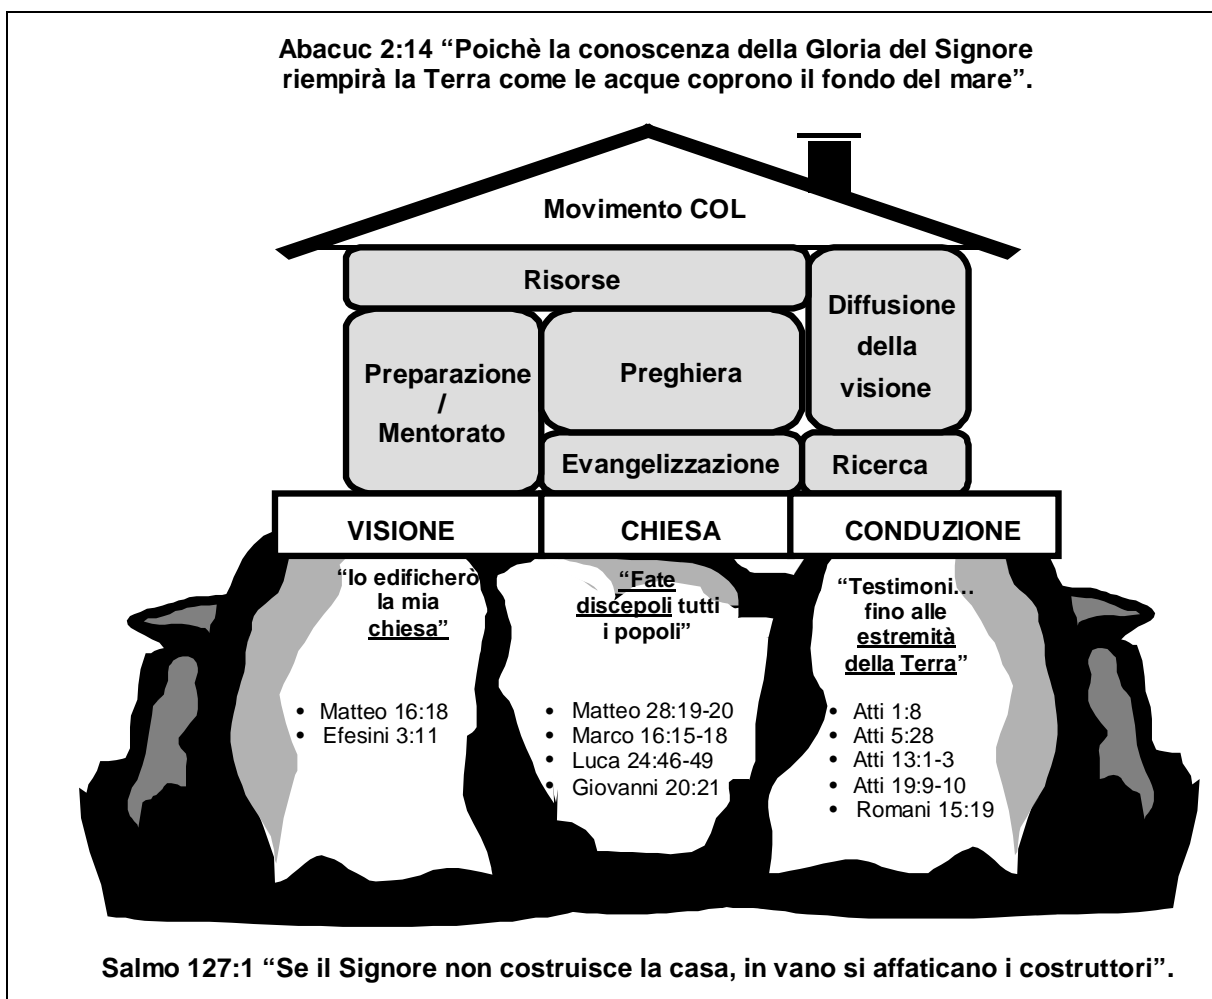 Abacuc 2:14 “Poichè la conoscenza della Gloria del Signore
riempirà la Terra come le acque coprono il fondo del mare”.
Movimento COL
Risorse
Diffusione
della
visione
Preparazione
/
Mentorato
Preghiera
Evangelizzazione
Ricerca
VISIONE
CHIESA
CONDUZIONE
“Io edificherò
la mia
chiesa”
• Matteo 16:18
• Efesini 3:11
“Fate
discepoli tutti
i popoli”
• Matteo 28:19-20
• Marco 16:15-18
• Luca 24:46-49
• Giovanni 20:21
“Testimoni…
fino alle
estremità
della Terra”
• Atti 1:8
• Atti 5:28
• Atti 13:1-3
• Atti 19:9-10
• Romani 15:19
Salmo 127:1 “Se il Signore non costruisce la casa, in vano si affaticano i costruttori”.